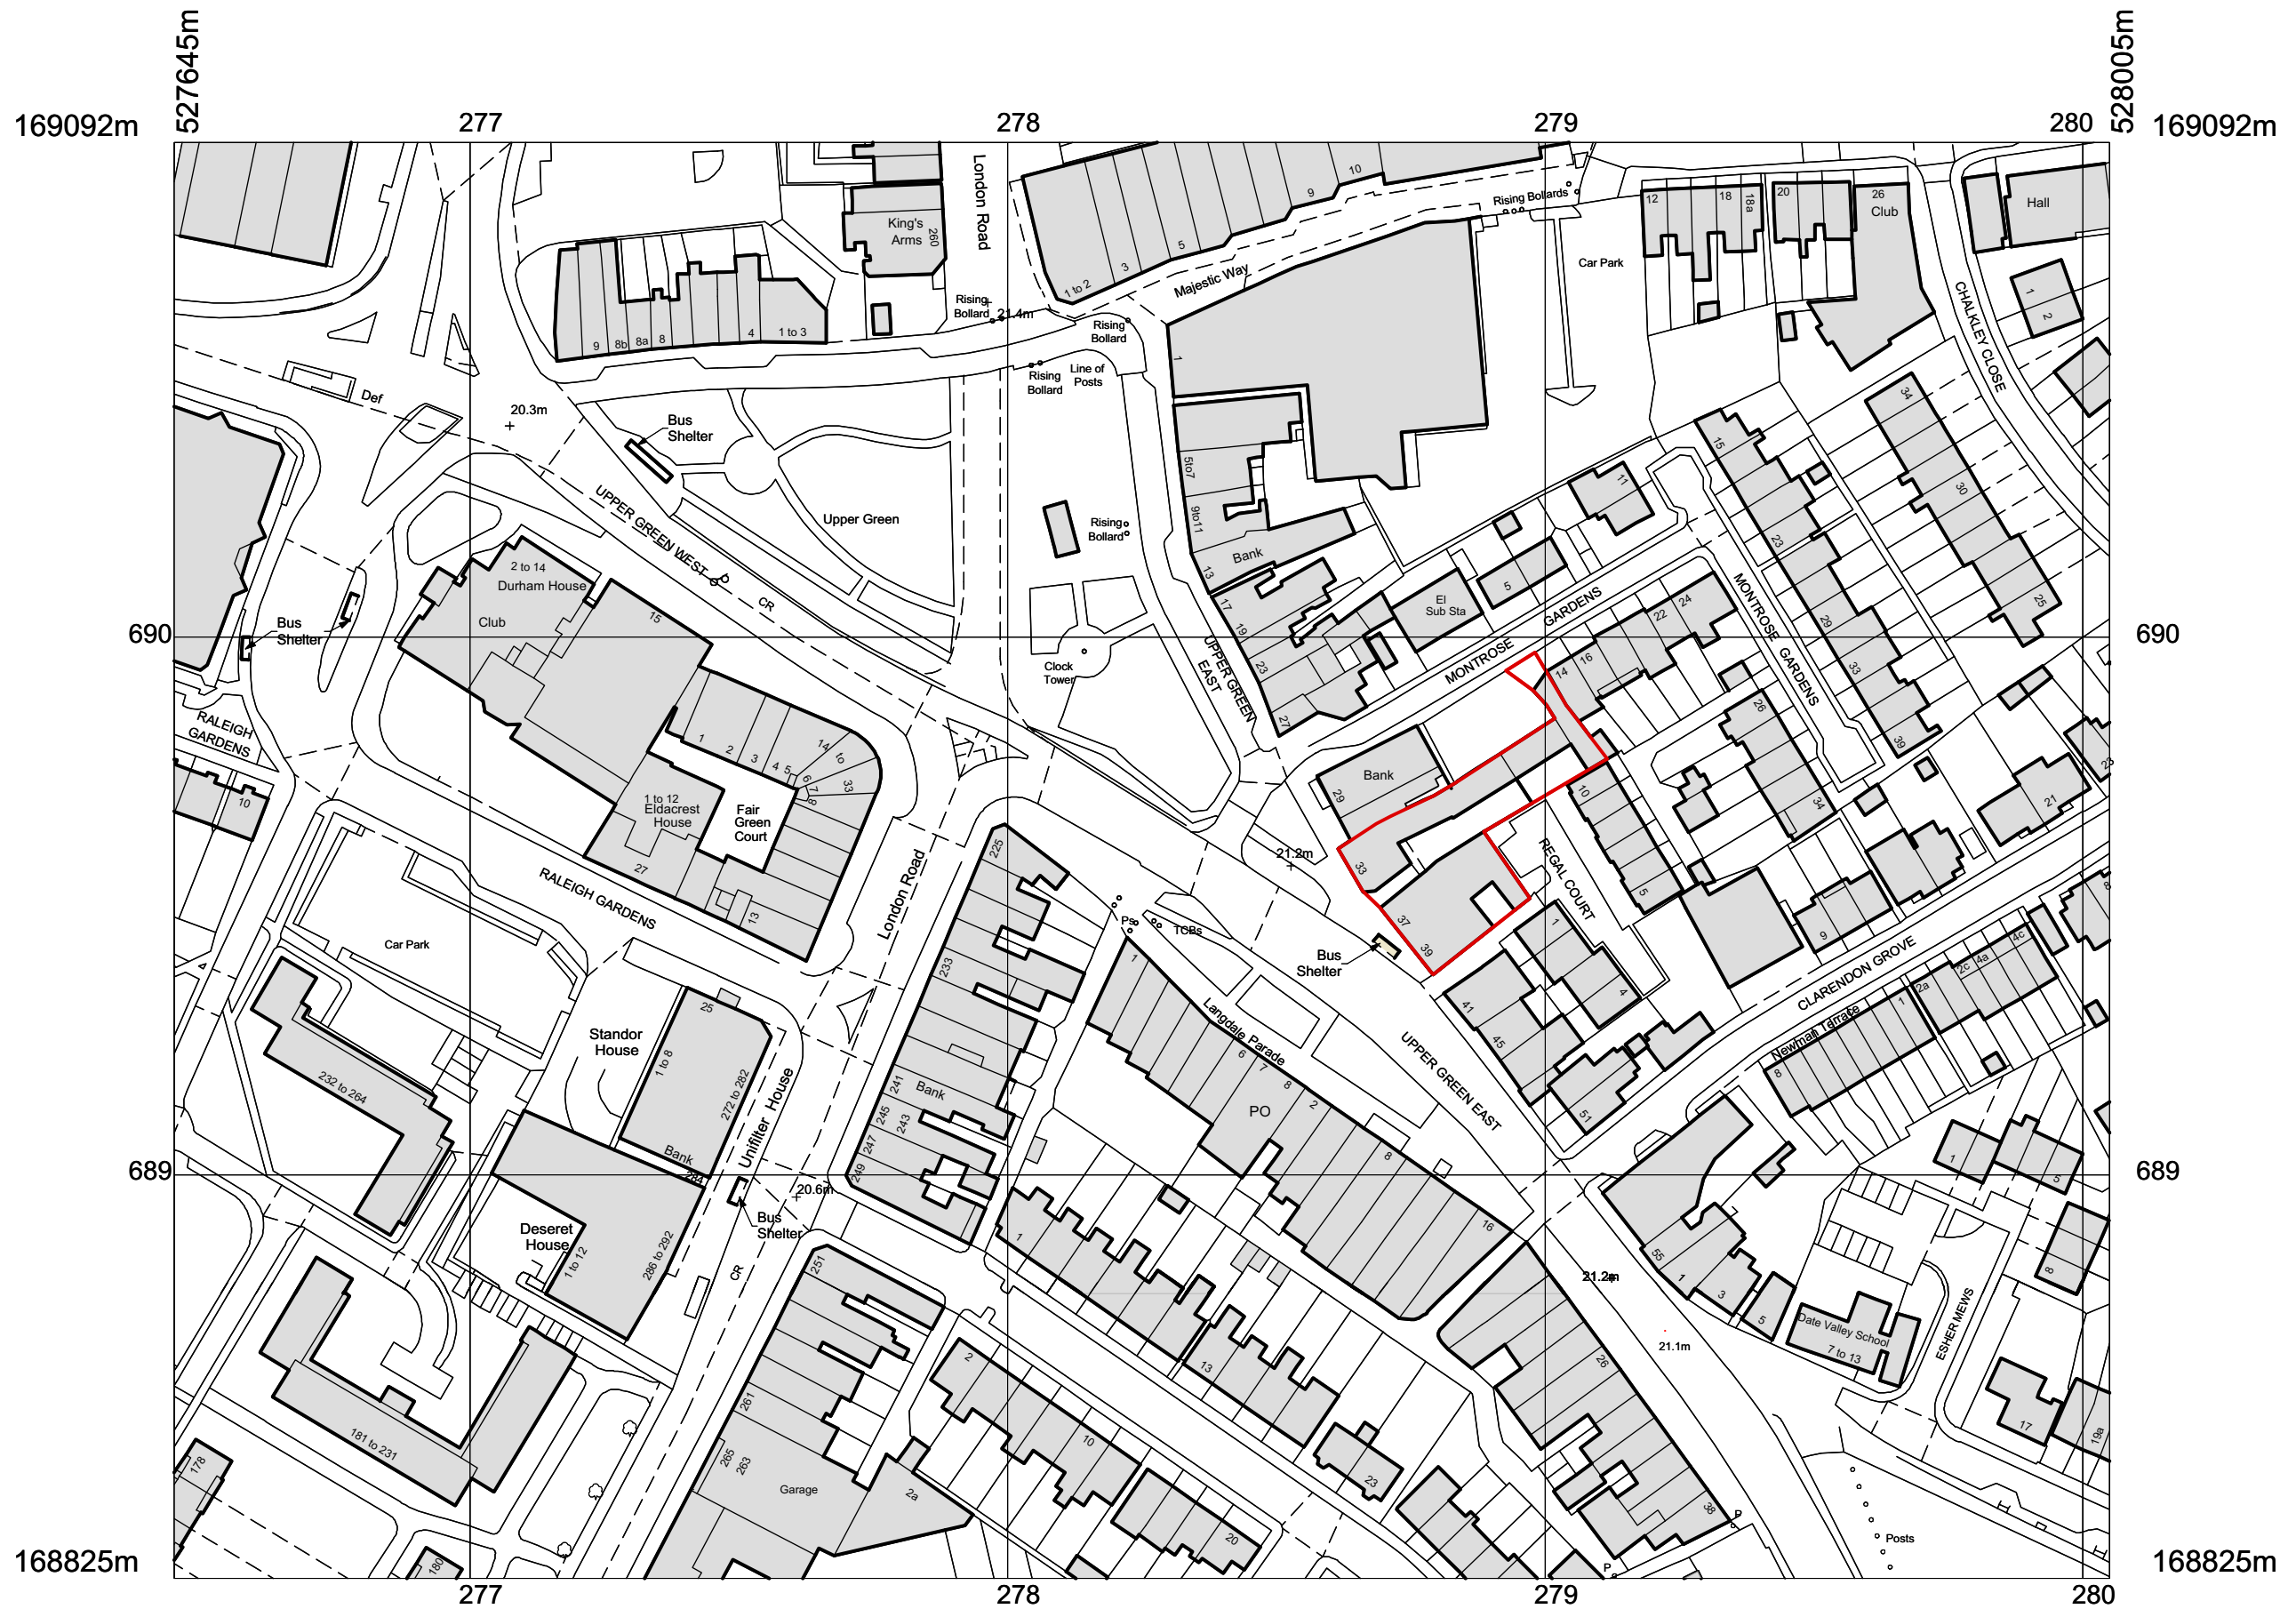 527645m
528005m
169092m
277
278
279
280
169092m
London Road
King's
Arms
260
10
9
5
3
1 to 2
Majestic Way
Rising Bollards
Car Park
12
18
18a
20
26
Club
Hall
1
2
CHALKLEY CLOSE
Rising
Bollard
21.4m
Rising
Bollard
Rising
Bollard
Line of
Posts
9
8b
8a
8
4
1 to 3
1
Def
20.3m
Bus
Shelter
34
15
30
5to7
9to11
11
UPPER GREEN WEST
Upper Green
Rising
Bollard
Bank
13
23
2 to 14
Durham House
Club
15
CR
17
19
23
27
El
Sub Sta
5
MONTROSE GARDENS
22
24
MONTROSE GARDENS
25
29
33
39
690
690
Bus
Shelter
Clock
Tower
UPPER GREEN
EAST
14
16
26
34
RALEIGH
GARDENS
10
1
2
3
4
5
6
7
8
14 to 33
1 to 12
Eldacrest
House
Fair
Green
Court
27
13
Bank
29
33
37
39
10
5
REGAL COURT
23
21
9
21.2m
RALEIGH GARDENS
London Road
225
233
Car Park
Ps
TCBs
Bus
Shelter
1
4
41
45
51
CLARENDON GROVE
Newman Terrace
8
1
2a
2c
4a
4c
8
Standor
House
25
1 to 8
272 to 282
Bank
284
Unifilter House
241
Bank
245
243
247
249
1
Langdale Parade
6
7
8
2
PO
8
16
UPPER GREEN EAST
232 to 264
689
689
20.6m
Bus
Shelter
Deseret
House
1 to 12
286 to 292
CR
251
1
13
1
5
8
55
1
3
5
Date Valley School
7 to 13
ESHER MEWS
21.2m
21.1m
26
2
10
261
265
263
Garage
2a
20
23
38
P
P
17
19a
Posts
181 to 231
178
180
168825m
277
278
279
280
168825m